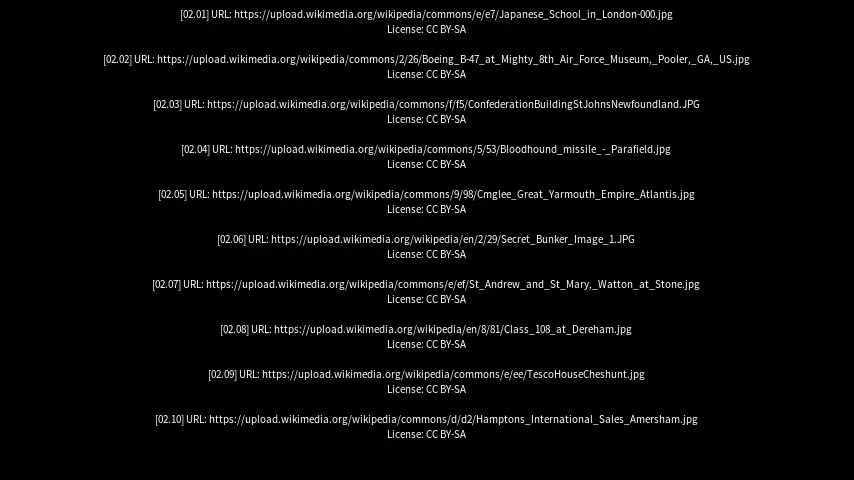 [02.01] URL: https://upload.wikimedia.org/wikipedia/commons/e/e7/Japanese_School_in_London-000.jpg
License: CC BY-SA
[02.02] URL: https://upload.wikimedia.org/wikipedia/commons/2/26/Boeing_B-47_at_Mighty_8th_Air_Force_Museum,_Pooler,_GA,_US.jpg
License: CC BY-SA
[02.03] URL: https://upload.wikimedia.org/wikipedia/commons/f/f5/ConfederationBuildingStJohnsNewfoundland.JPG
License: CC BY-SA
[02.04] URL: https://upload.wikimedia.org/wikipedia/commons/5/53/Bloodhound_missile_-_Parafield.jpg
License: CC BY-SA
[02.05] URL: https://upload.wikimedia.org/wikipedia/commons/9/98/Cmglee_Great_Yarmouth_Empire_Atlantis.jpg
License: CC BY-SA
[02.06] URL: https://upload.wikimedia.org/wikipedia/en/2/29/Secret_Bunker_Image_1.JPG
License: CC BY-SA
[02.07] URL: https://upload.wikimedia.org/wikipedia/commons/e/ef/St_Andrew_and_St_Mary,_Watton_at_Stone.jpg
License: CC BY-SA
[02.08] URL: https://upload.wikimedia.org/wikipedia/en/8/81/Class_108_at_Dereham.jpg
License: CC BY-SA
[02.09] URL: https://upload.wikimedia.org/wikipedia/commons/e/ee/TescoHouseCheshunt.jpg
License: CC BY-SA
[02.10] URL: https://upload.wikimedia.org/wikipedia/commons/d/d2/Hamptons_International_Sales_Amersham.jpg
License: CC BY-SA